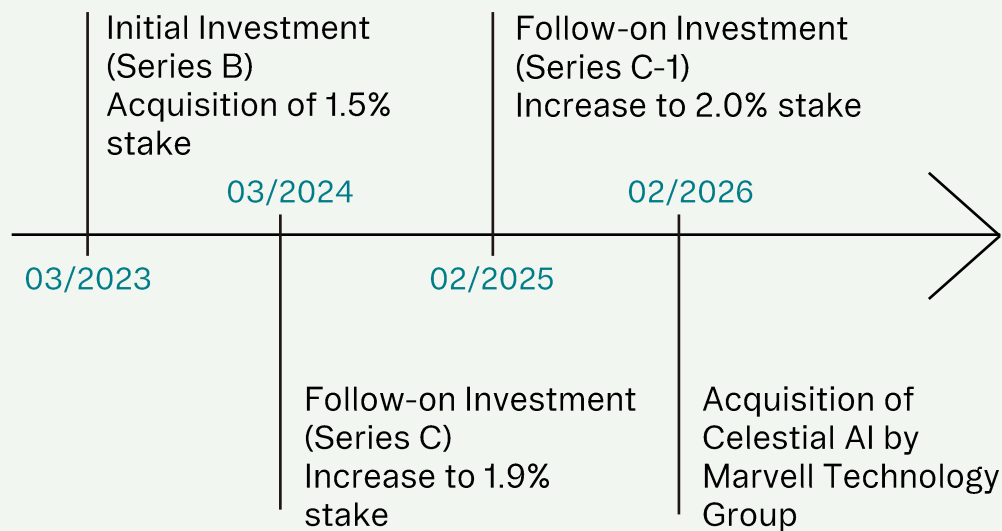 Initial Investment
(Series B)
Acquisition of 1.5%
stake
03/2023
03/2024
Follow-on Investment
(Series C)
Increase to 1.9%
stake
Follow-on Investment
(Series C-1)
Increase to 2.0% stake
02/2025
02/2026
Acquisition of
Celestial AI by
Marvell Technology
Group